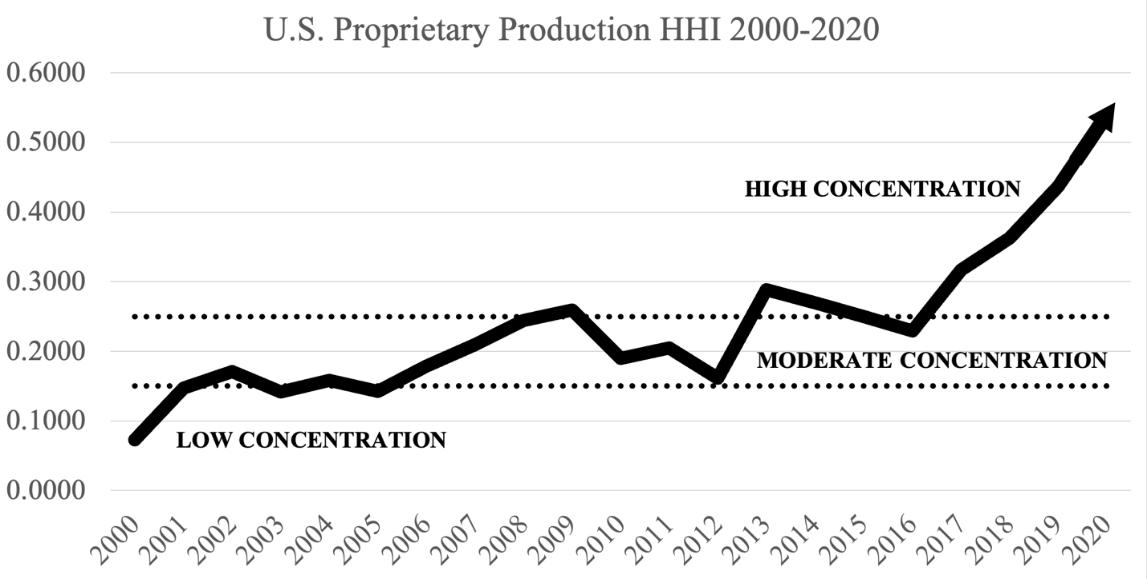 U.S. Proprietary Production HHI 2000-2020
0.6000
0.5000
HIGH CONCENTRATION
0.4000
0.3000
0.2000
MODERATE CONCENTRATION
0.1000
LOW CONCENTRATION
0.0000
2000 2001 2002 2003 2004 2005 2006 2007 2008 2009 2010 2011 2012 2013 2014 2015 2016 2017 2018 2019 2020